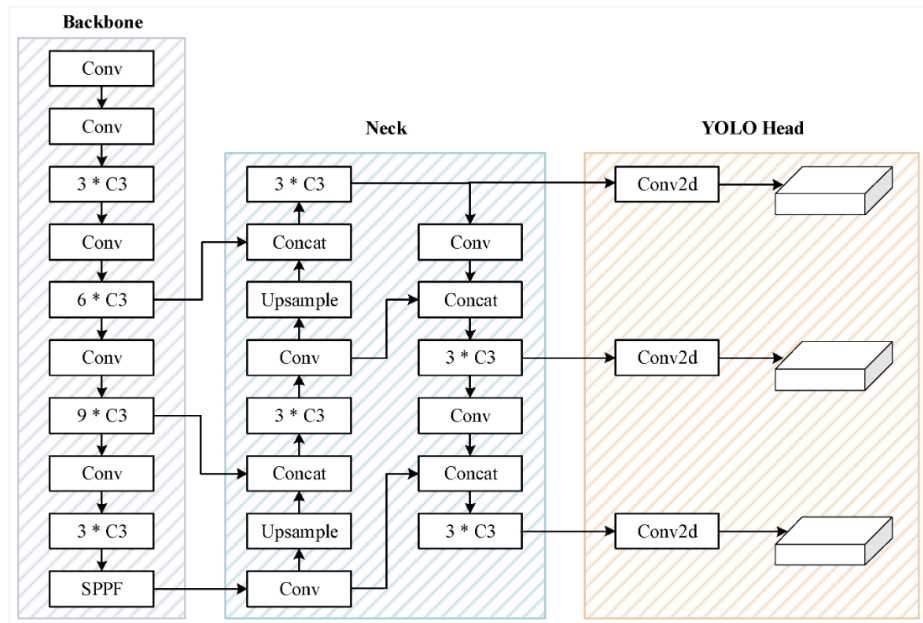 Backbone
Conv
Conv
3 * C3
Conv
6 * C3
Conv
9 * C3
Conv
3 * C3
SPPF
Neck
3 * C3
Concat
Upsample
Conv
3 * C3
Concat
Upsample
Conv
Conv
Concat
3 * C3
Conv
Concat
3 * C3
YOLO Head
Conv2d
Conv2d
Conv2d